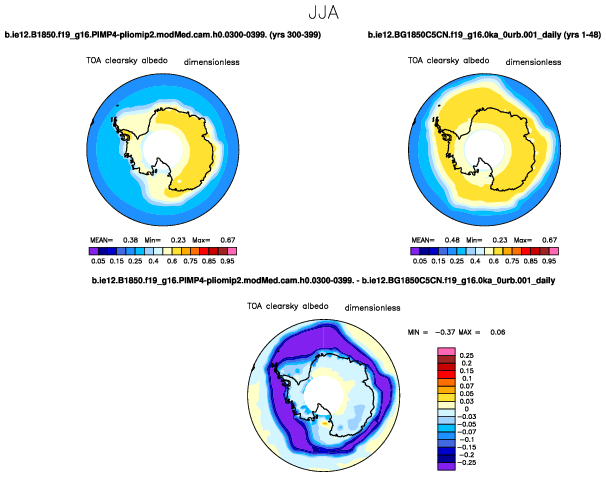 JJA
b.ie12.B1850.f19_g16.PIMP4-pliomip2.modMed.cam.h0.0300-0399. (yrs 300-399)
b.ie12.BG1850C5CN.f19_g16.0ka_0urb.001_daily (yrs 1-48)
TOA clearsky albedo dimensionless
TOA clearsky albedo dimensionless
MEAN= 0.38 Min= 0.23 Max= 0.67
MEAN= 0.48 Min= 0.23 Max= 0.67
0.05 0.15 0.25 0.4 0.6 0.75 0.85 0.95
0.05 0.15 0.25 0.4 0.6 0.75 0.85 0.95
b.ie12.B1850.f19_g16.PIMP4-pliomip2.modMed.cam.h0.0300-0399. - b.ie12.BG1850C5CN.f19_g16.0ka_0urb.001_daily
TOA clearsky albedo dimensionless
MIN = -0.37 MAX = 0.06
0.25
0.2
0.15
0.1
0.07
0.05
0.03
0
-0.03
-0.05
-0.07
-0.1
-0.15
-0.2
-0.25